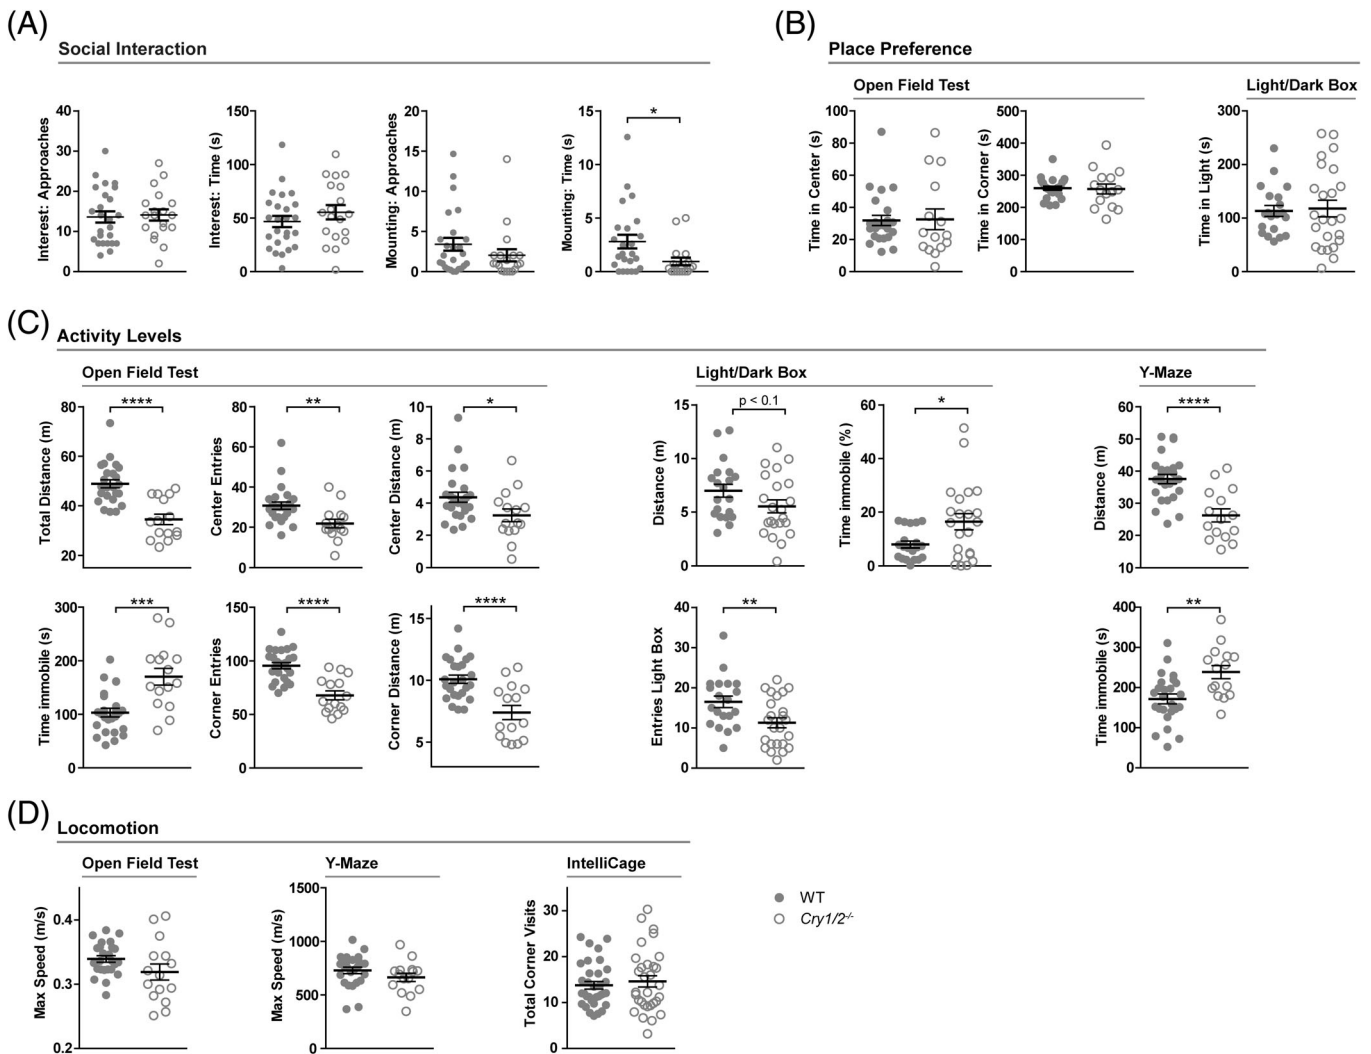 (A)
Social Interaction
Interest: Approaches
40
30
20
10
0
Interest: Time (s)
150
100
50
0
Mounting: Approaches
20
15
10
5
0
Mounting: Time (s)
15
10
5
0
*
(B)
Place Preference
Open Field Test
Light/Dark Box
Time in Center (s)
100
80
60
40
20
0
Time in Corner (s)
500
400
300
200
100
0
Time in Light (s)
300
200
100
0
(C)
Activity Levels
Open Field Test
Light/Dark Box
Y-Maze
Total Distance (m)
80
60
40
20
****
Center Entries
80
60
40
20
0
**
Center Distance (m)
10
8
6
4
2
0
*
Distance (m)
15
10
5
0
p < 0.1
Time immobile (%)
60
40
20
0
*
Distance (m)
60
50
40
30
20
10
****
Time immobile (s)
300
200
100
0
***
Corner Entries
150
100
50
0
****
Corner Distance (m)
15
10
5
****
Entries Light Box
40
30
20
10
0
**
Time immobile (s)
400
300
200
100
0
**
(D)
Locomotion
Open Field Test
Y-Maze
IntelliCage
Max Speed (m/s)
0.4
0.3
0.2
Max Speed (m/s)
1500
1000
500
0
Total Corner Visits
30
20
10
0
WT
Cry1/2-/-